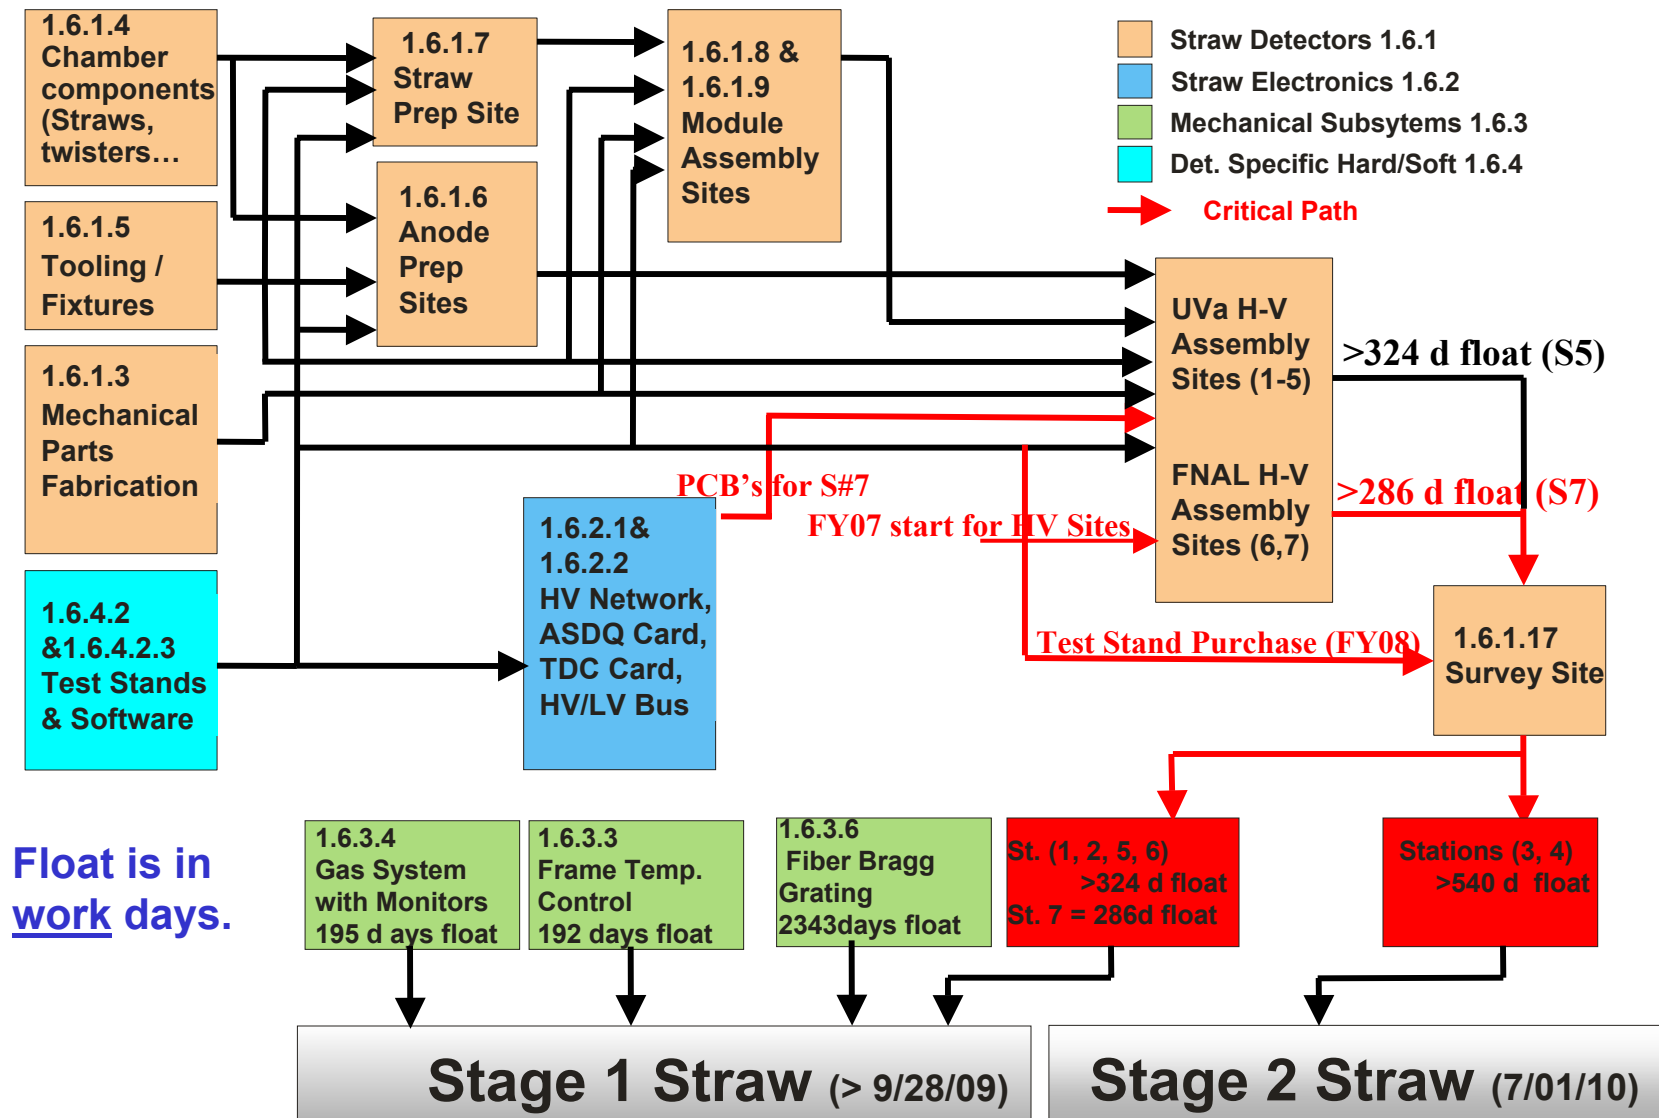 1.6.1.4
Chamber
components
(Straws,
twisters…
1.6.1.5
Tooling /
Fixtures
1.6.1.3
Mechanical
Parts
Fabrication
1.6.4.2
&1.6.4.2.3
Test Stands
& Software
1.6.1.7
Straw
Prep Site
1.6.1.6
Anode
Prep
Sites
1.6.1.8 &
1.6.1.9
Module
Assembly
Sites
Straw Detectors 1.6.1
Straw Electronics 1.6.2
Mechanical Subsytems 1.6.3
Det. Specific Hard/Soft 1.6.4
Critical Path
UVa H-V
Assembly
Sites (1-5)
FNAL H-V
Assembly
Sites (6,7)
>324 d float (S5)
>286 d float (S7)
PCB's for S#7
FY07 start for HV Sites
1.6.2.1&
1.6.2.2
HV Network,
ASDQ Card,
TDC Card,
HV/LV Bus
Test Stand Purchase (FY08)
1.6.1.17
Survey Site
Float is in
work days.
1.6.3.4
Gas System
with Monitors
195 d ays float
1.6.3.3
Frame Temp.
Control
192 days float
1.6.3.6
Fiber Bragg
Grating
2343days float
St. (1, 2, 5, 6)
>324 d float
St. 7 = 286d float
Stations (3, 4)
>540 d float
Stage 1 Straw (> 9/28/09)
Stage 2 Straw (7/01/10)